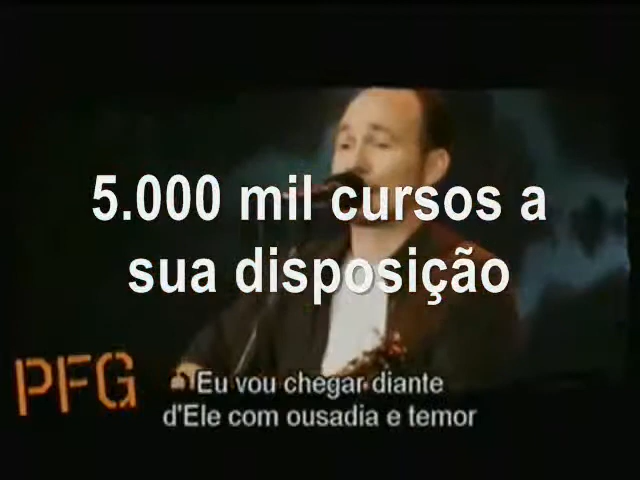 5.000 mil cursos a
sua disposição
PFG
Eu vou chegar diante
d'Ele com ousadia e temor